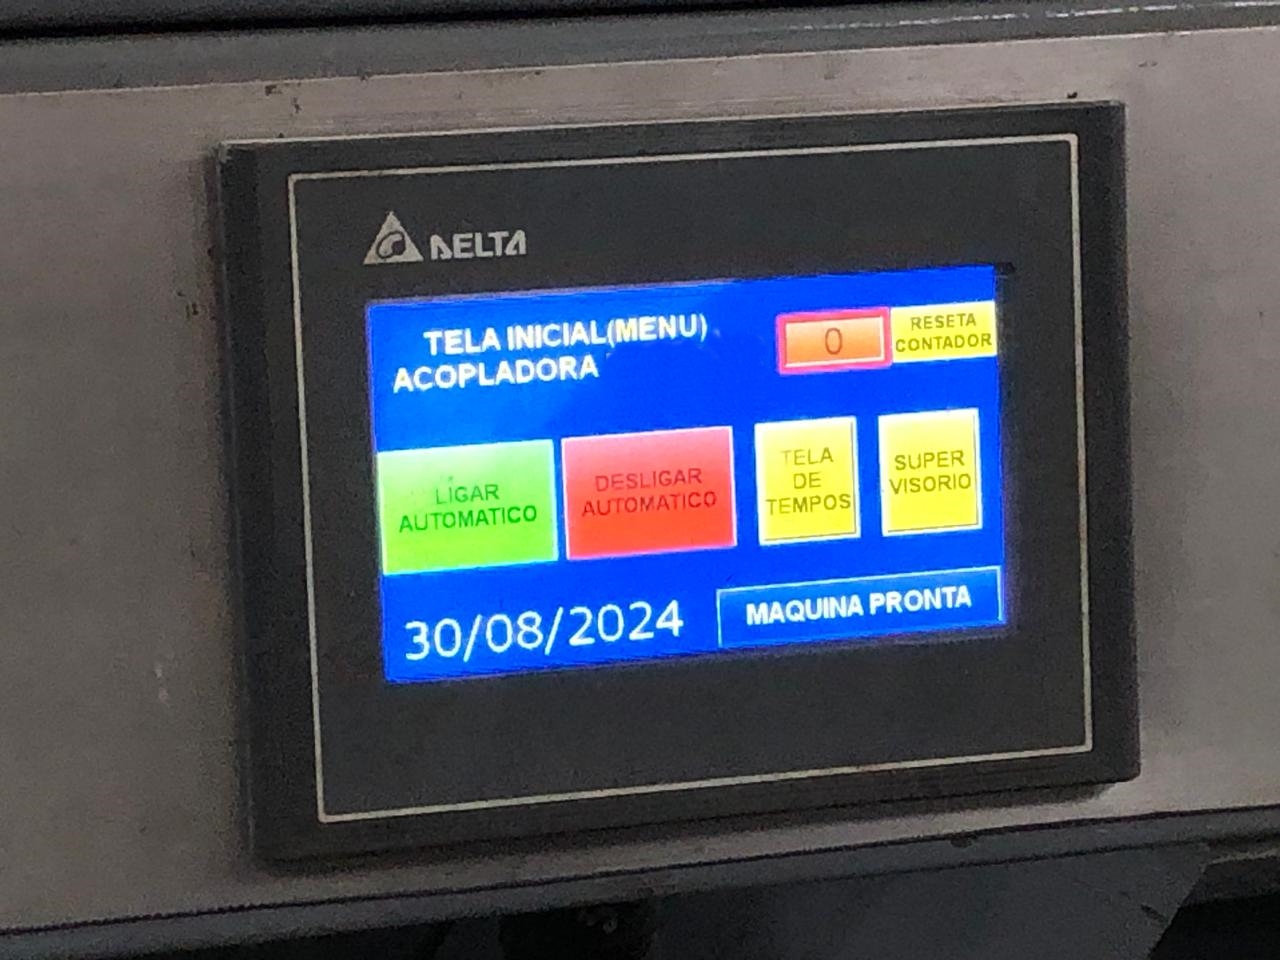 DELTA
TELA INICIAL(MENU)
ACOPLADORA
0
RESETA
CONTADOR
LIGAR
AUTOMATICO
DESLIGAR
AUTOMATICO
TELA
DE
TEMPOS
SUPER
VISORIO
30/08/2024
MAQUINA PRONTA